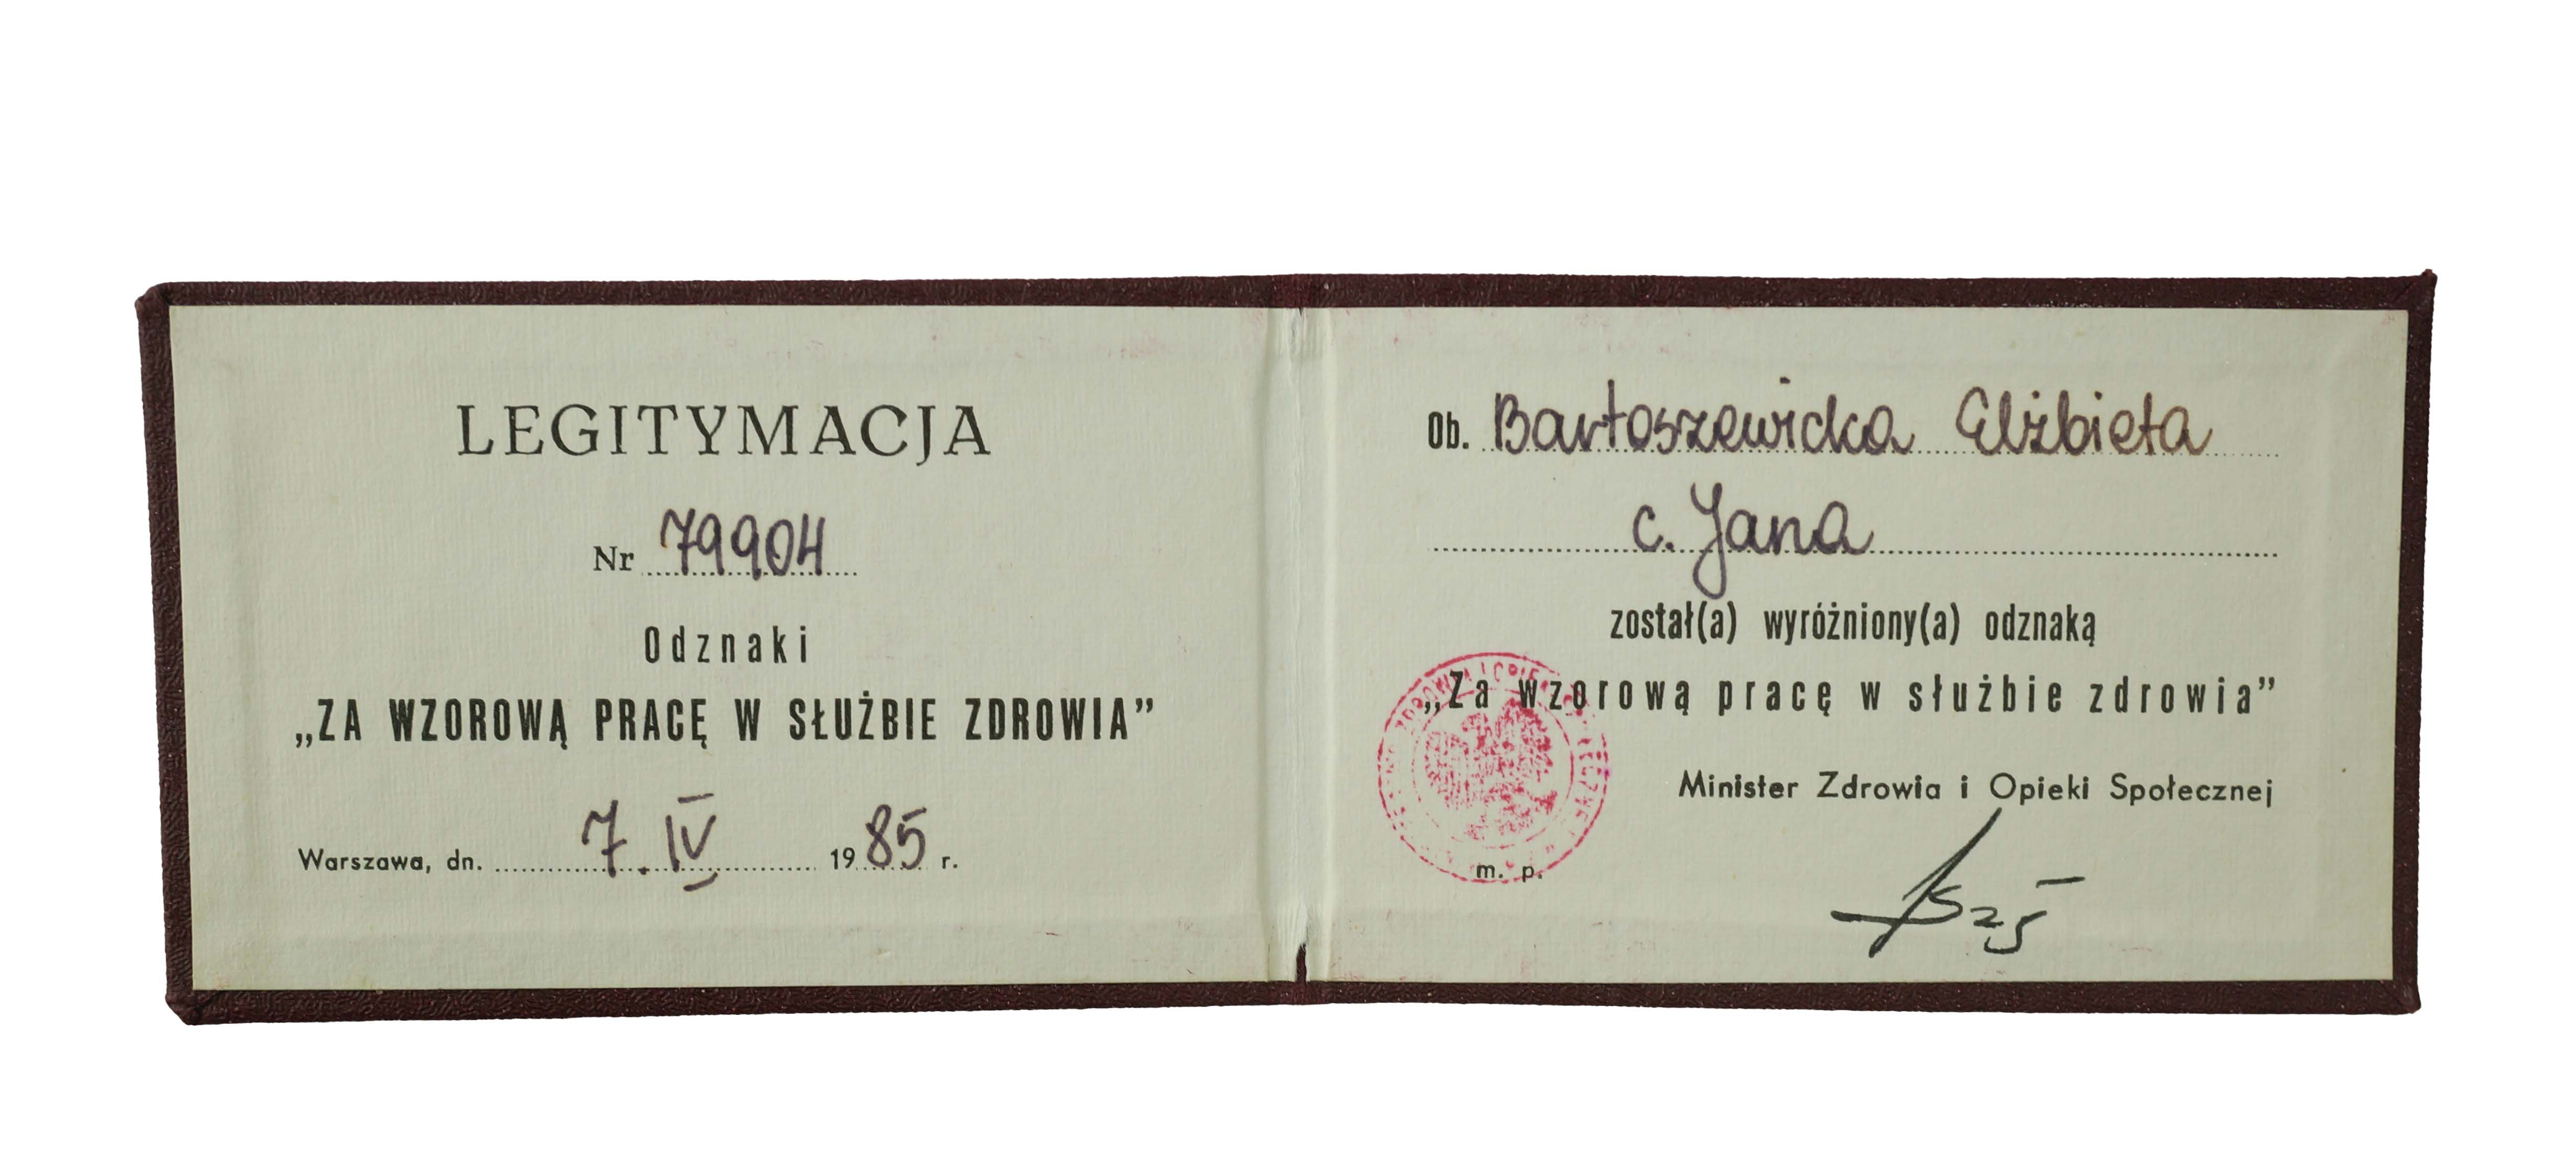 LEGITYMACJA
Nr 79904
Odznaki
„ZA WZOROWĄ PRACĘ W SŁUŻBIE ZDROWIA”
Warszawa, dn. 7. IV 1985 r.
Ob. Bartoszewicka Elżbieta
c. Jana
został(a) wyróżniony(a) odznaką
„Za wzorową pracę w służbie zdrowia”
Minister Zdrowia i Opieki Społecznej
m. p.